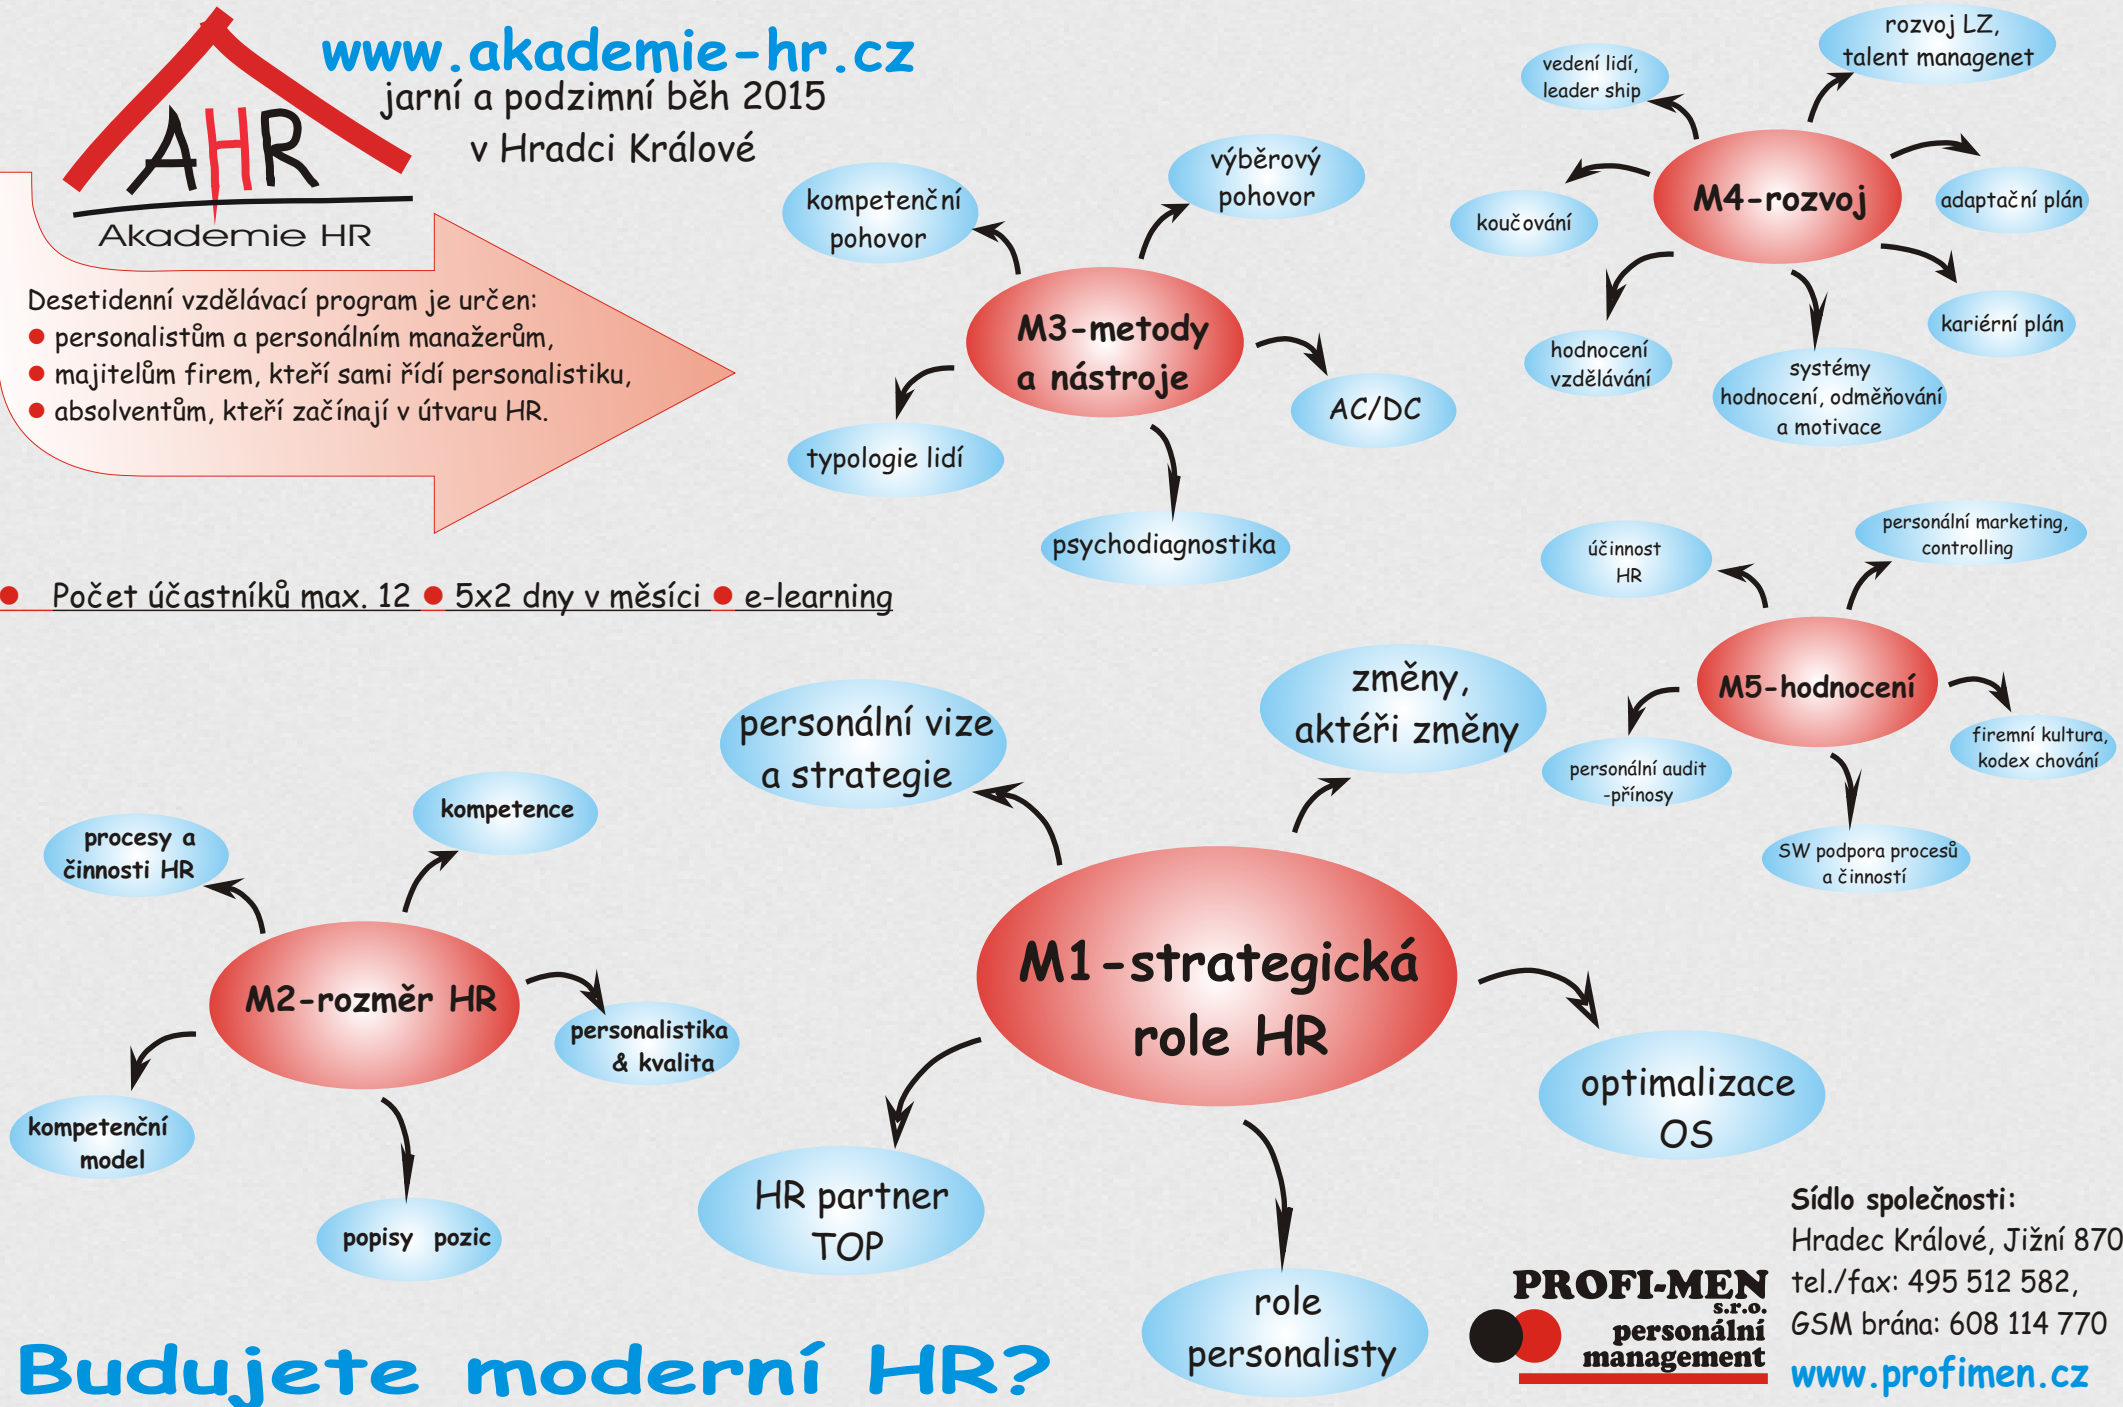 www.akademie-hr.cz
jarní a podzimní běh 2015
v Hradci Králové
AHR
Akademie HR
Desetidenní vzdělávací program je určen:
personalistům a personálním manažerům,
majitelům firem, kteří sami řídí personalistiku,
absolventům, kteří začínají v útvaru HR.
Počet účastníků max. 12 ● 5x2 dny v měsíci ● e-learning
kompetenční
pohovor
výběrový
pohovor
M3-metody
a nástroje
AC/DC
typologie lidí
psychodiagnostika
vedení lidí,
leader ship
rozvoj LZ,
talent managenet
M4-rozvoj
adaptační plán
koučování
kariérní plán
hodnocení
vzdělávání
systémy
hodnocení, odměňování
a motivace
účinnost
HR
personální marketing,
controlling
M5-hodnocení
firemní kultura,
kodex chování
personální audit
-přínosy
SW podpora procesů
a činností
procesy a
činnosti HR
kompetence
M2-rozměr HR
personalistika
& kvalita
kompetenční
model
popisy pozic
personální vize
a strategie
změny,
aktéři změny
M1-strategická
role HR
optimalizace
OS
HR partner
TOP
role
personalisty
Budujete moderní HR?
PROFI-MEN
s.r.o.
personální
management
Sídlo společnosti:
Hradec Králové, Jižní 870
tel./fax: 495 512 582,
GSM brána: 608 114 770
www.profimen.cz